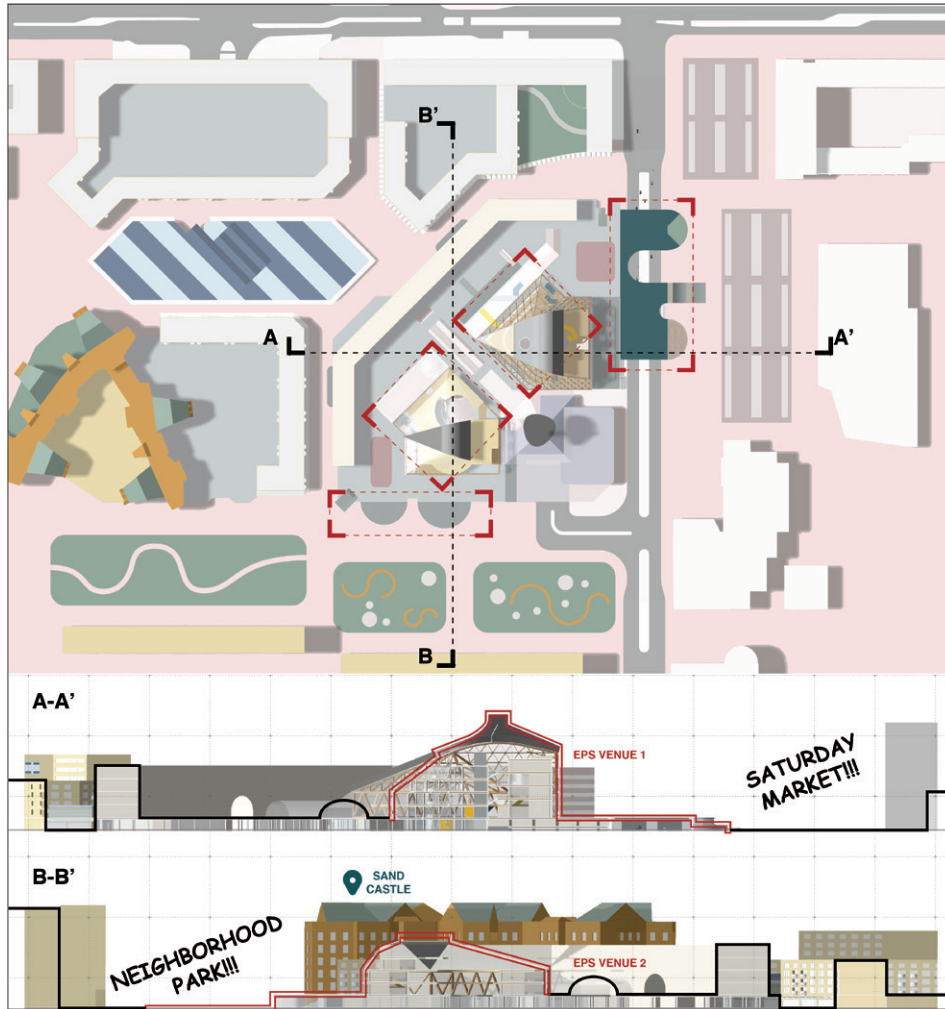 B'
A
A'
B
A-A'
EPS VENUE 1
SATURDAY
MARKET!!!
B-B'
SAND
CASTLE
NEIGHBORHOOD
PARK!!!
EPS VENUE 2